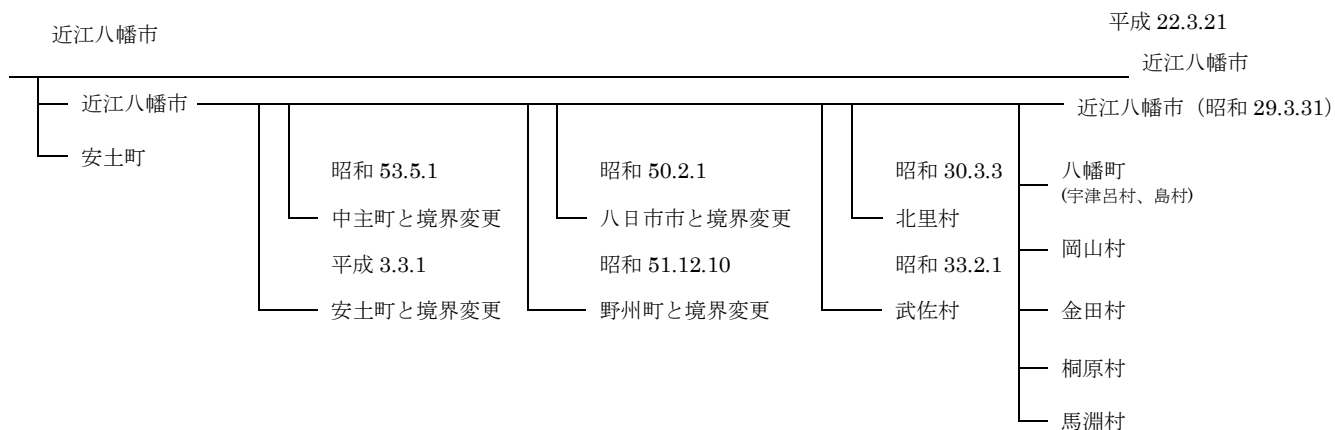 近江八幡市
平成 22.3.21
近江八幡市
近江八幡市
近江八幡市（昭和 29.3.31）
安土町
昭和 53.5.1
中主町と境界変更
平成 3.3.1
安土町と境界変更
昭和 50.2.1
八日市市と境界変更
昭和 51.12.10
野州町と境界変更
昭和 30.3.3
北里村
昭和 33.2.1
武佐村
八幡町
(宇津呂村、島村)
岡山村
金田村
桐原村
馬淵村